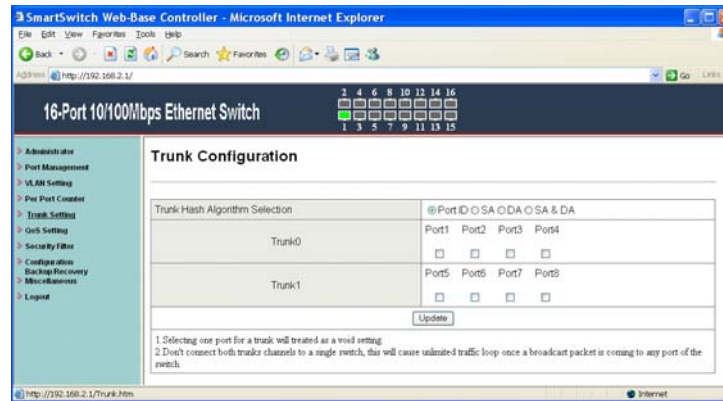 SmartSwitch Web-Base Controller - Microsoft Internet Explorer
File Edit View Favorites Tools Help
Back Search Favorites
Address http://192.168.2.1/ Go Links
16-Port 10/100Mbps Ethernet Switch
2 4 6 8 10 12 14 16
1 3 5 7 9 11 13 15
Administrator
Port Management
VLAN Setting
Per Port Counter
Trunk Setting
QoS Setting
Security Filter
Configuration
Backup/Recovery
Miscellaneous
Logout
Trunk Configuration
Trunk Hash Algorithm Selection Port ID SA DA SA & DA
Trunk0 Port1 Port2 Port3 Port4
Trunk1 Port5 Port6 Port7 Port8
Update
1.Selecting one port for a trunk will treated as a void setting.
2.Don't connect both trunks channels to a single switch, this will cause unlimited traffic loop once a broadcast packet is coming to any port of the
switch.
http://192.168.2.1/Trunk.htm Internet